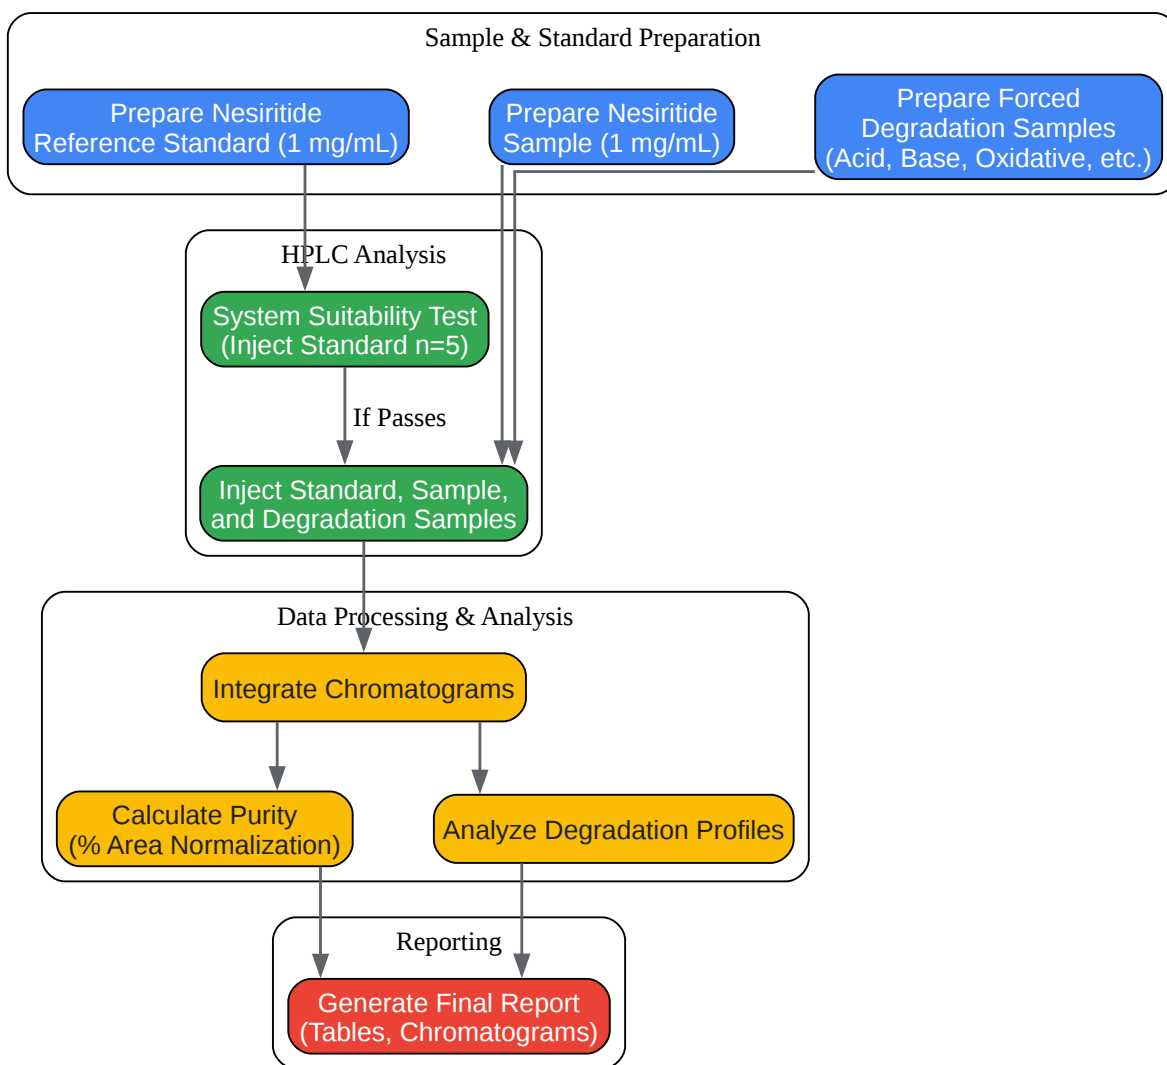 Sample & Standard Preparation
Prepare Nesiritide
Reference Standard (1 mg/mL)
Prepare Nesiritide
Sample (1 mg/mL)
Prepare Forced
Degradation Samples
(Acid, Base, Oxidative, etc.)
HPLC Analysis
System Suitability Test
(Inject Standard n=5)
If Passes
Inject Standard, Sample,
and Degradation Samples
Data Processing & Analysis
Integrate Chromatograms
Calculate Purity
(% Area Normalization)
Analyze Degradation Profiles
Reporting
Generate Final Report
(Tables, Chromatograms)